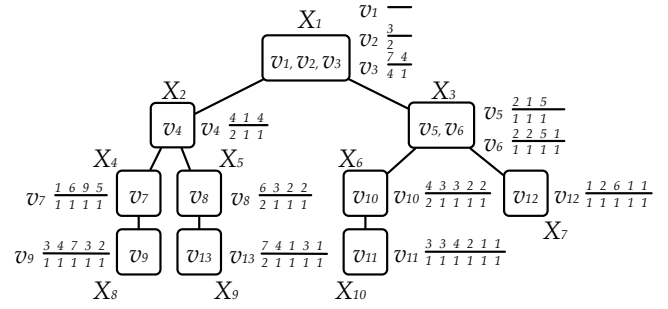 X1
v1
v2 3
2
v3 7 4
4 1
v1, v2, v3
X2
v4
v4 4 1 4
2 1 1
X3
v5, v6
v5 2 1 5
1 1 1
v6 2 2 5 1
1 1 1 1
X4
v7 1 6 9 5
1 1 1 1
v7
X5
v8
v8 6 3 2 2
2 1 1 1
X6
v10
v10 4 3 3 2 2
2 1 1 1 1
v12
v12 1 2 6 1 1
1 1 1 1 1
X7
v9 3 4 7 3 2
1 1 1 1 1
v9
X8
v13
v13 7 4 1 3 1
2 1 1 1 1
X9
v11
v11 3 3 4 2 1 1
1 1 1 1 1 1
X10